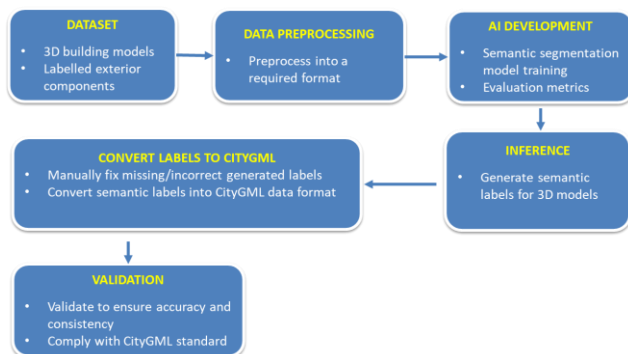 DATASET
• 3D building models
• Labelled exterior
components
DATA PREPROCESSING
• Preprocess into a
required format
AI DEVELOPMENT
• Semantic segmentation
model training
• Evaluation metrics
INFERENCE
• Generate semantic
labels for 3D models
CONVERT LABELS TO CITYGML
• Manually fix missing/incorrect generated labels
• Convert semantic labels into CityGML data format
VALIDATION
• Validate to ensure accuracy and
consistency
• Comply with CityGML standard